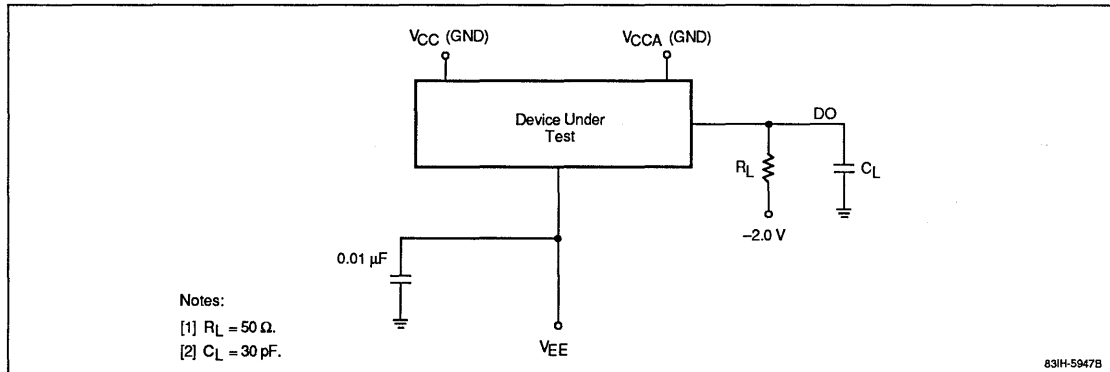 VCC (GND)
VCCA (GND)
Device Under
Test
DO
RL
CL
–2.0 V
0.01 µF
VEE
Notes:
[1] RL = 50 Ω.
[2] CL = 30 pF.
83IH-5947B